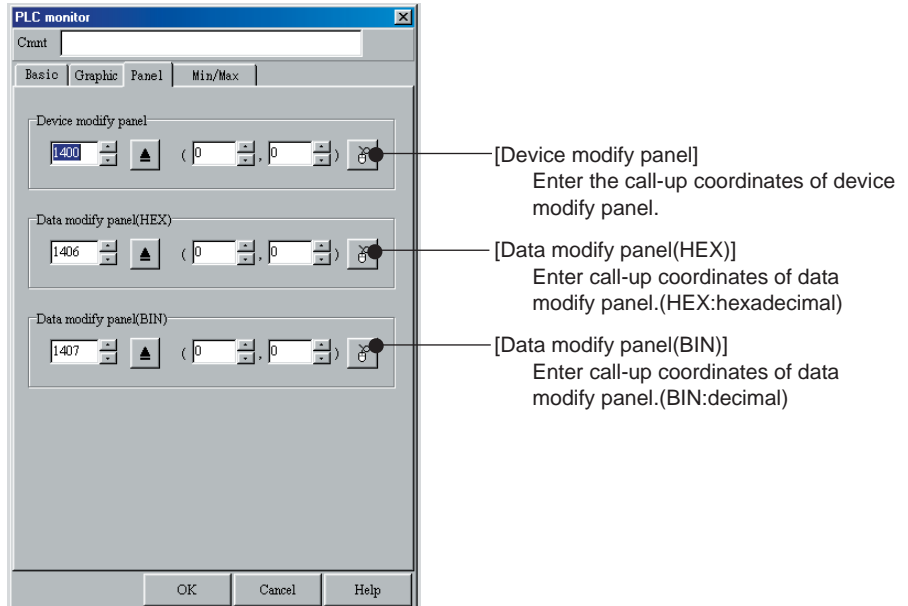 PLC monitor
Cmnt
Basic Graphic Panel Min/Max
Device modify panel
1400 ( 0 , 0 )
[Device modify panel]
Enter the call-up coordinates of device
modify panel.
Data modify panel(HEX)
1406 ( 0 , 0 )
[Data modify panel(HEX)]
Enter call-up coordinates of data
modify panel.(HEX:hexadecimal)
Data modify panel(BIN)
1407 ( 0 , 0 )
[Data modify panel(BIN)]
Enter call-up coordinates of data
modify panel.(BIN:decimal)
OK Cancel Help